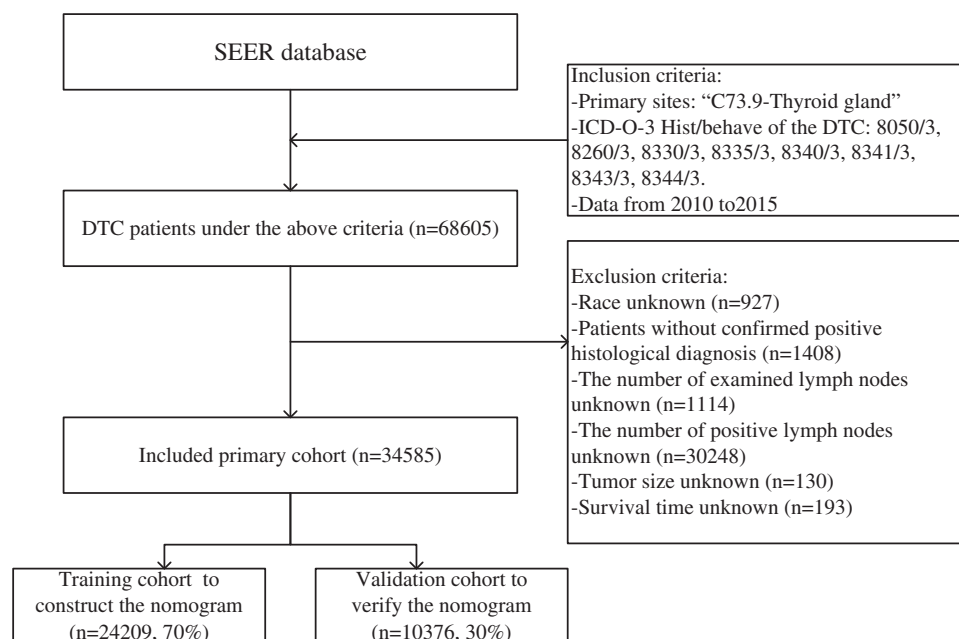 SEER database
Inclusion criteria:
-Primary sites: “C73.9-Thyroid gland”
-ICD-O-3 Hist/behave of the DTC: 8050/3,
8260/3, 8330/3, 8335/3, 8340/3, 8341/3,
8343/3, 8344/3.
-Data from 2010 to2015
DTC patients under the above criteria (n=68605)
Exclusion criteria:
-Race unknown (n=927)
-Patients without confirmed positive
histological diagnosis (n=1408)
-The number of examined lymph nodes
unknown (n=1114)
-The number of positive lymph nodes
unknown (n=30248)
-Tumor size unknown (n=130)
-Survival time unknown (n=193)
Included primary cohort (n=34585)
Training cohort to
construct the nomogram
(n=24209, 70%)
Validation cohort to
verify the nomogram
(n=10376, 30%)